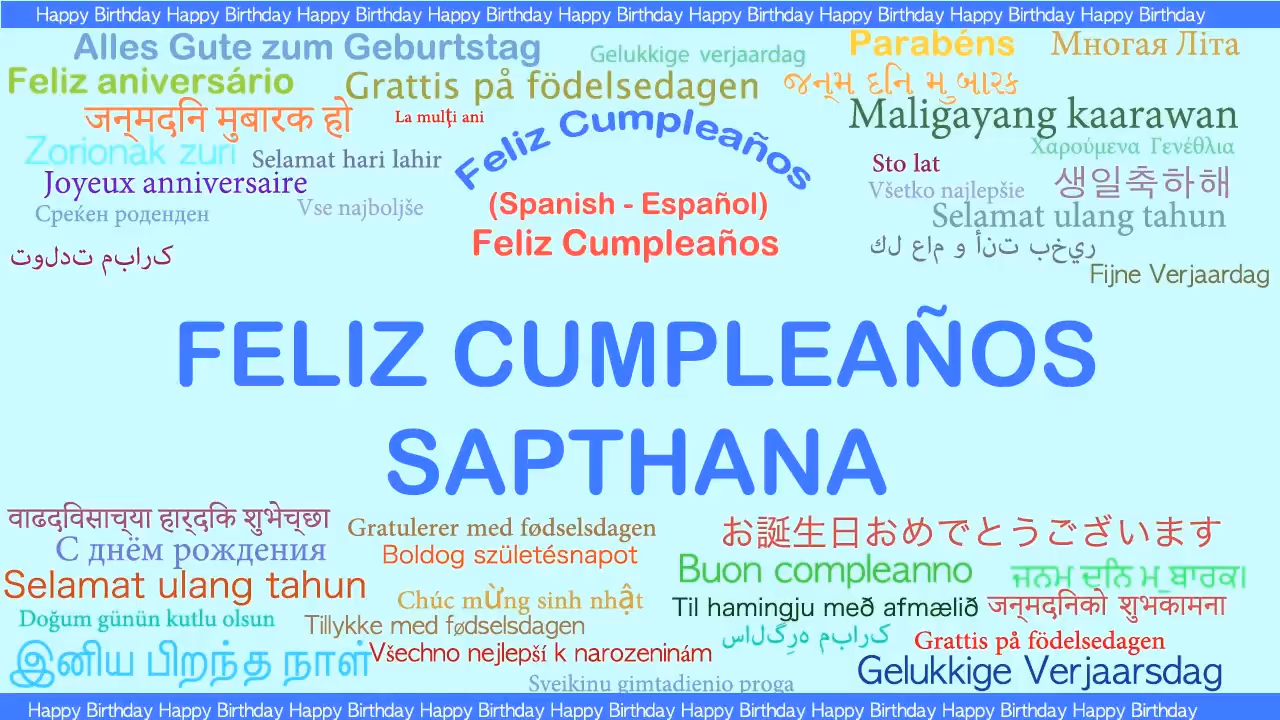 Happy Birthday Happy Birthday Happy Birthday Happy Birthday Happy Birthday Happy Birthday Happy Birthday Happy Birthday Happy Birthday
Alles Gute zum Geburtstag
Gelukkige verjaardag
Parabéns
Многая Літа
Feliz aniversário
Grattis på födelsedagen
જન્મ દિન મુબારક
जन्मदिन मुबारक हो
La mulţi ani
Feliz Cumpleaños
Maligayang kaarawan
Zorionak zuri
Selamat hari lahir
Χαρούμενα Γενέθλια
Sto lat
Joyeux anniversaire
(Spanish - Español)
Všetko najlepšie
생일축하해
Среќен роденден
Vse najboljše
Selamat ulang tahun
Feliz Cumpleaños
تولدت مبارک
كل عام و أنت بخير
Fijne Verjaardag
FELIZ CUMPLEAÑOS
SAPTHANA
वाढदिवसाच्या हार्दिक शुभेच्छा
Gratulerer med fødselsdagen
お誕生日おめでとうございます
С днём рождения
Boldog születésnapot
Buon compleanno
ਜਨਮ ਦਿਨ ਮੁਬਾਰਕ।
Selamat ulang tahun
Chúc mừng sinh nhật
Til hamingju með afmælið
जन्मदिनको शुभकामना
Doğum günün kutlu olsun
Tillykke med fødselsdagen
سالگرہ مبارک
Grattis på födelsedagen
இனிய பிறந்த நாள்
Všechno nejlepší k narozeninám
Gelukkige Verjaarsdag
Sveikinu gimtadienio proga
Happy Birthday Happy Birthday Happy Birthday Happy Birthday Happy Birthday Happy Birthday Happy Birthday Happy Birthday Happy Birthday